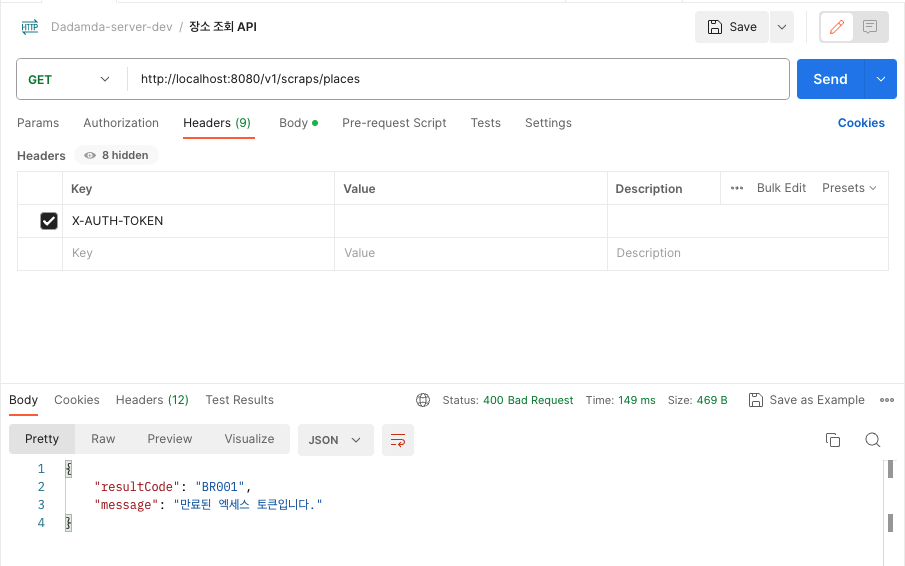 HTTP Dadamda-server-dev / 장소 조회 API Save
GET http://localhost:8080/v1/scraps/places Send
Params Authorization Headers (9) Body Pre-request Script Tests Settings Cookies
Headers 8 hidden
Key Value Description ••• Bulk Edit Presets
X-AUTH-TOKEN
Key Value Description
Body Cookies Headers (12) Test Results Status: 400 Bad Request Time: 149 ms Size: 469 B Save as Example •••
Pretty Raw Preview Visualize JSON
1 {
2 "resultCode": "BR001",
3 "message": "만료된 엑세스 토큰입니다."
4 }